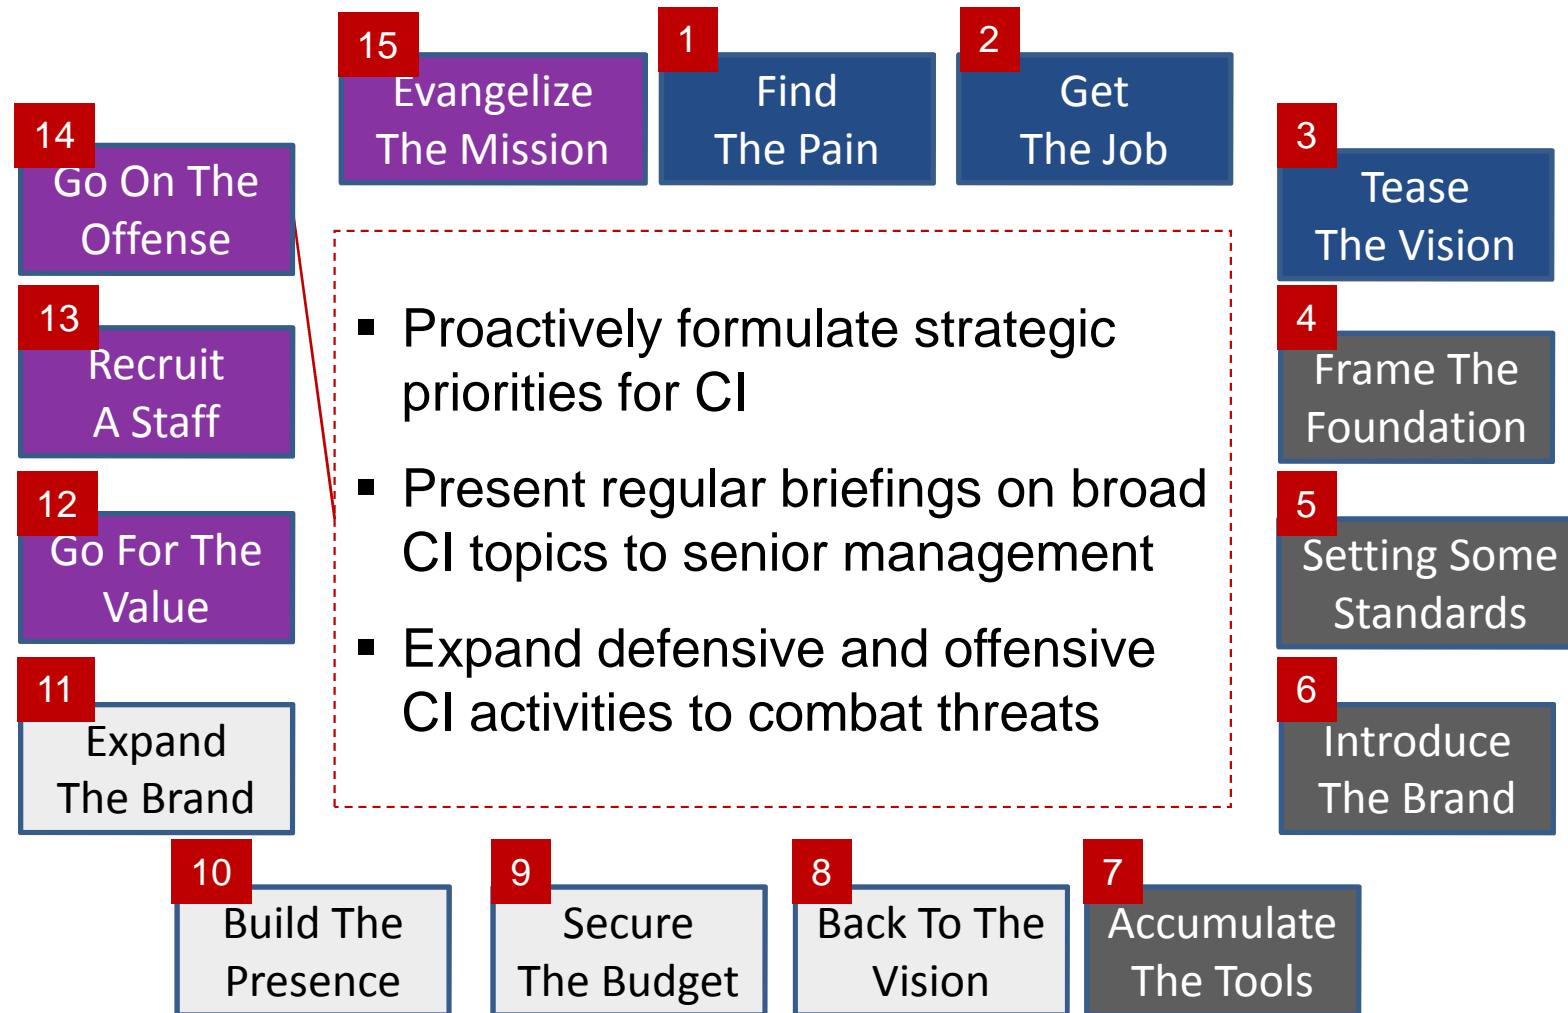 15
Evangelize
The Mission
1
Find
The Pain
2
Get
The Job
3
Tease
The Vision
4
Frame The
Foundation
5
Setting Some
Standards
6
Introduce
The Brand
7
Accumulate
The Tools
8
Back To The
Vision
9
Secure
The Budget
10
Build The
Presence
11
Expand
The Brand
12
Go For The
Value
13
Recruit
A Staff
14
Go On The
Offense
▪ Proactively formulate strategic
priorities for CI
▪ Present regular briefings on broad
CI topics to senior management
▪ Expand defensive and offensive
CI activities to combat threats